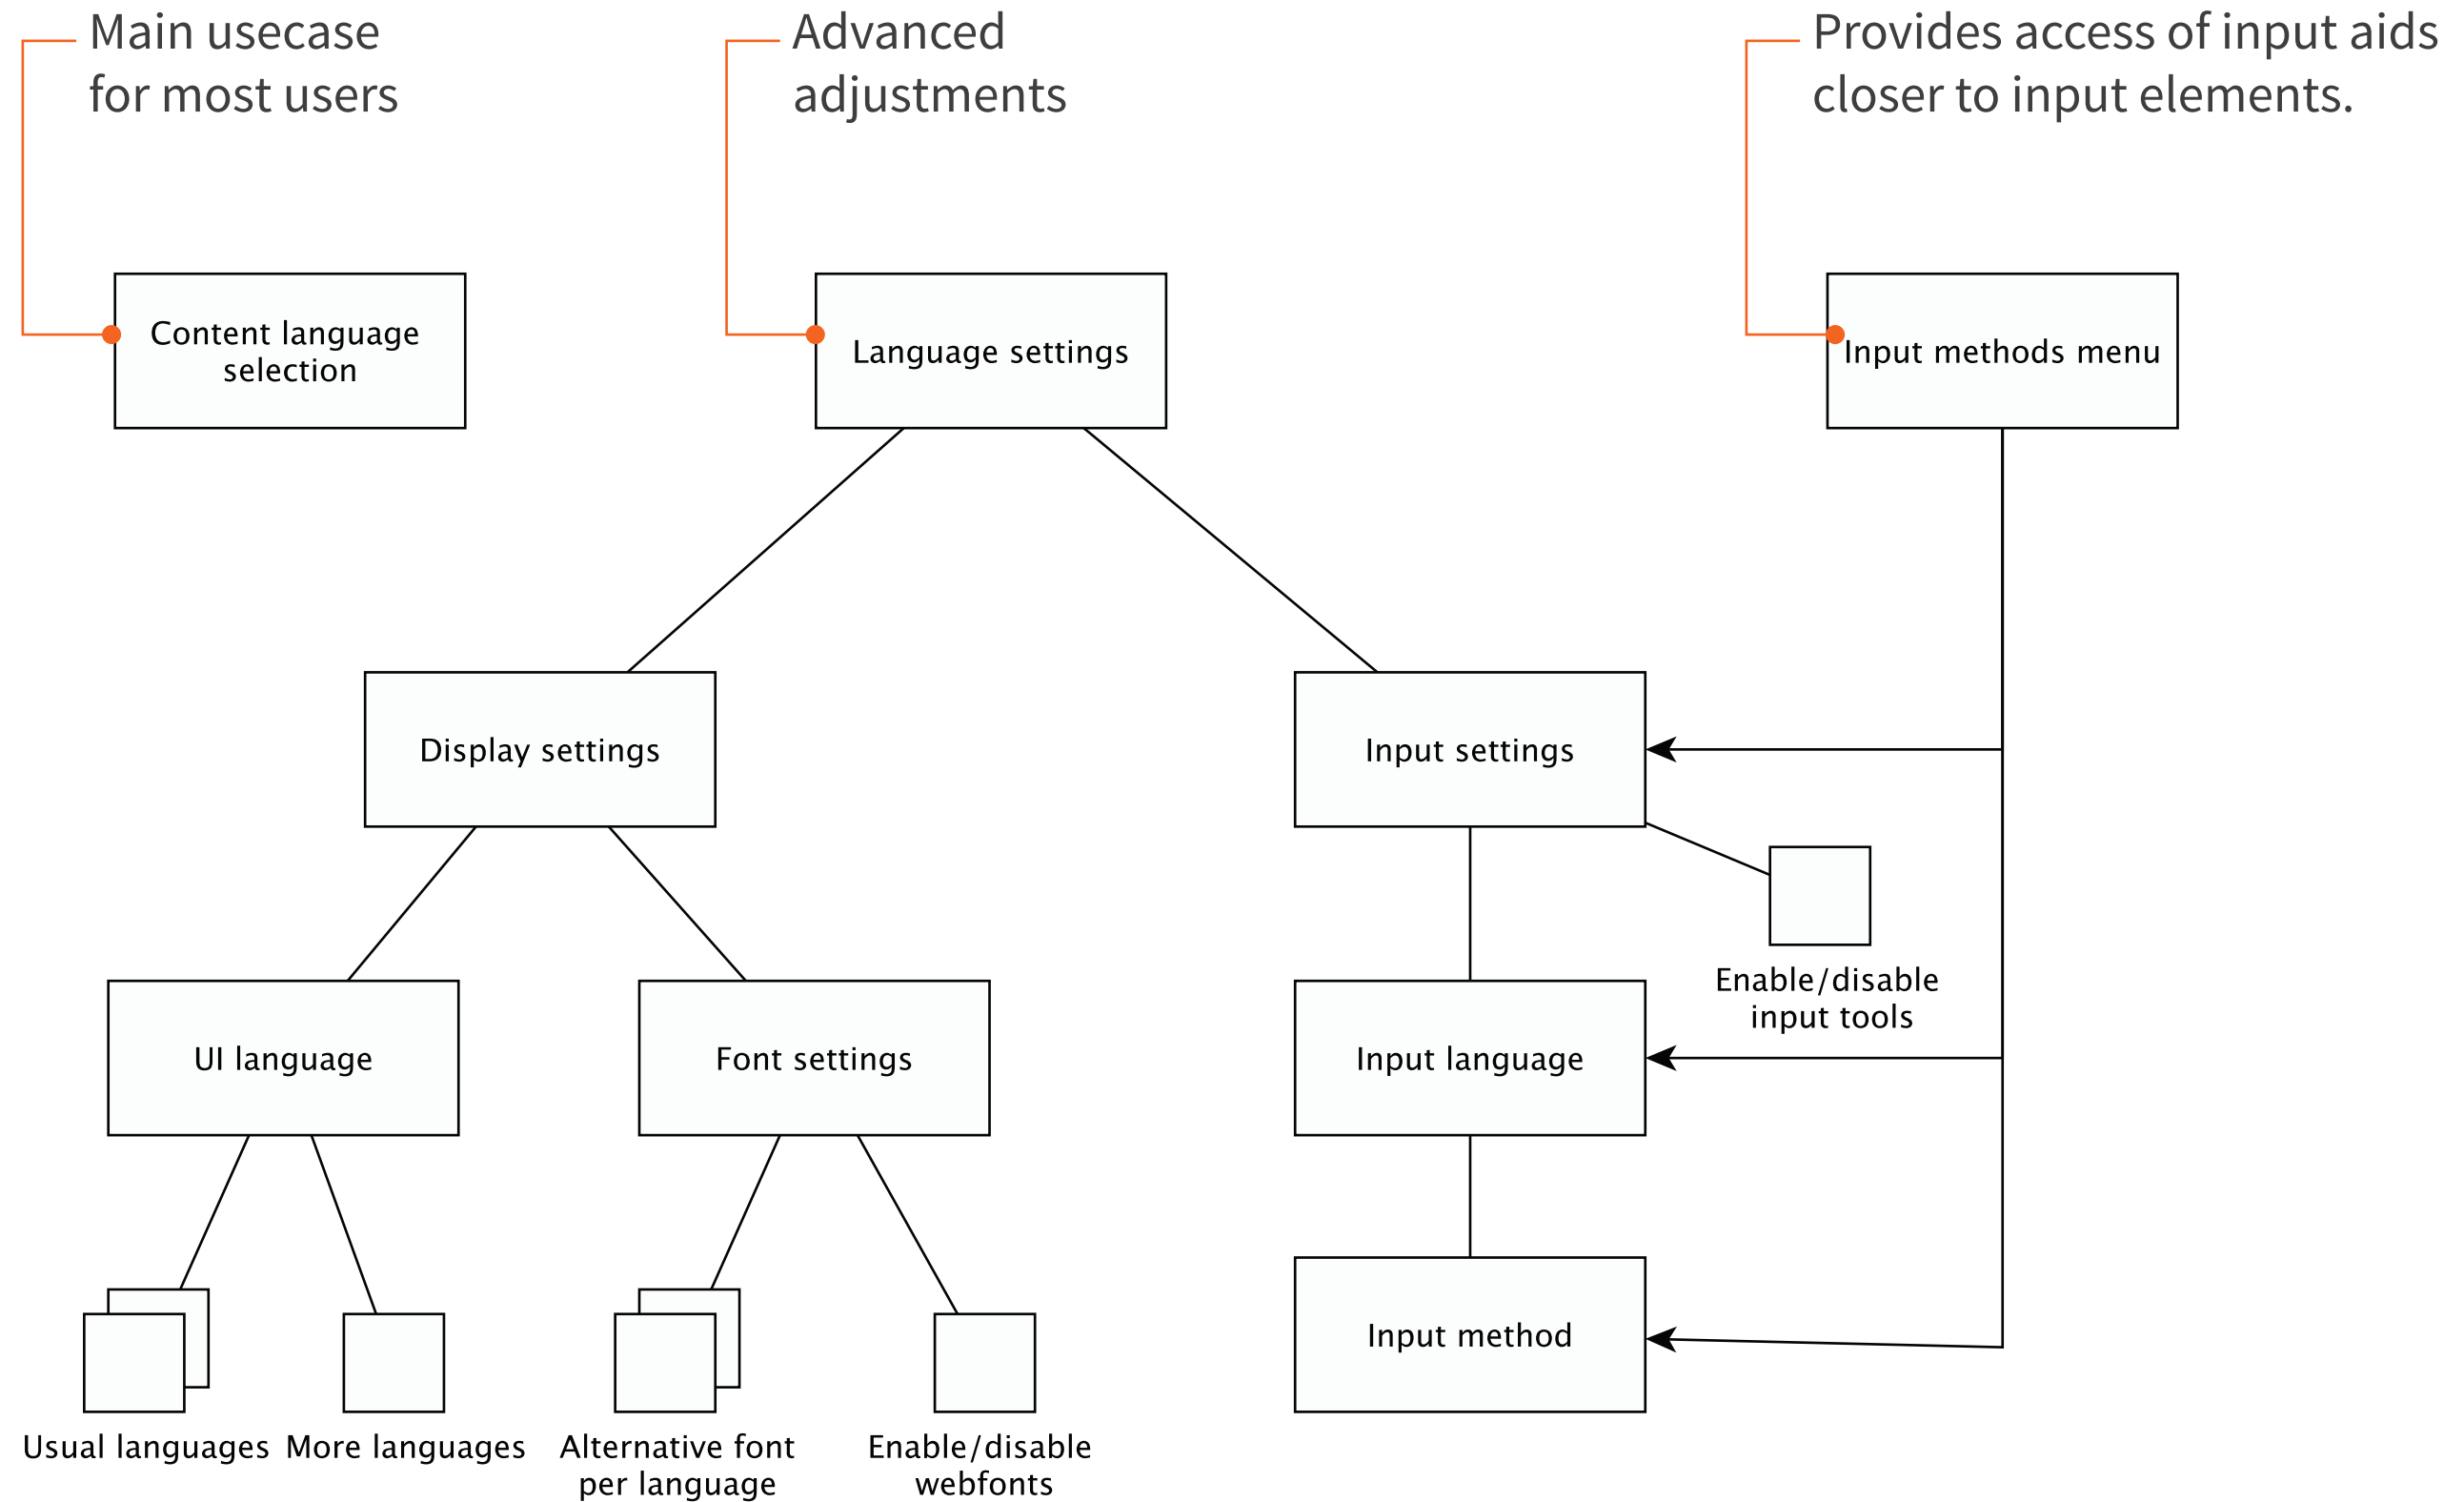 Main usecase
for most users
Advanced
adjustments
Provides access of input aids
closer to input elements.
Content language
selection
Language settings
Input methods menu
Display settings
Input settings
Enable/disable
input tools
UI language
Font settings
Input language
Input method
Usual languages
More languages
Alternative font
per language
Enable/disable
webfonts